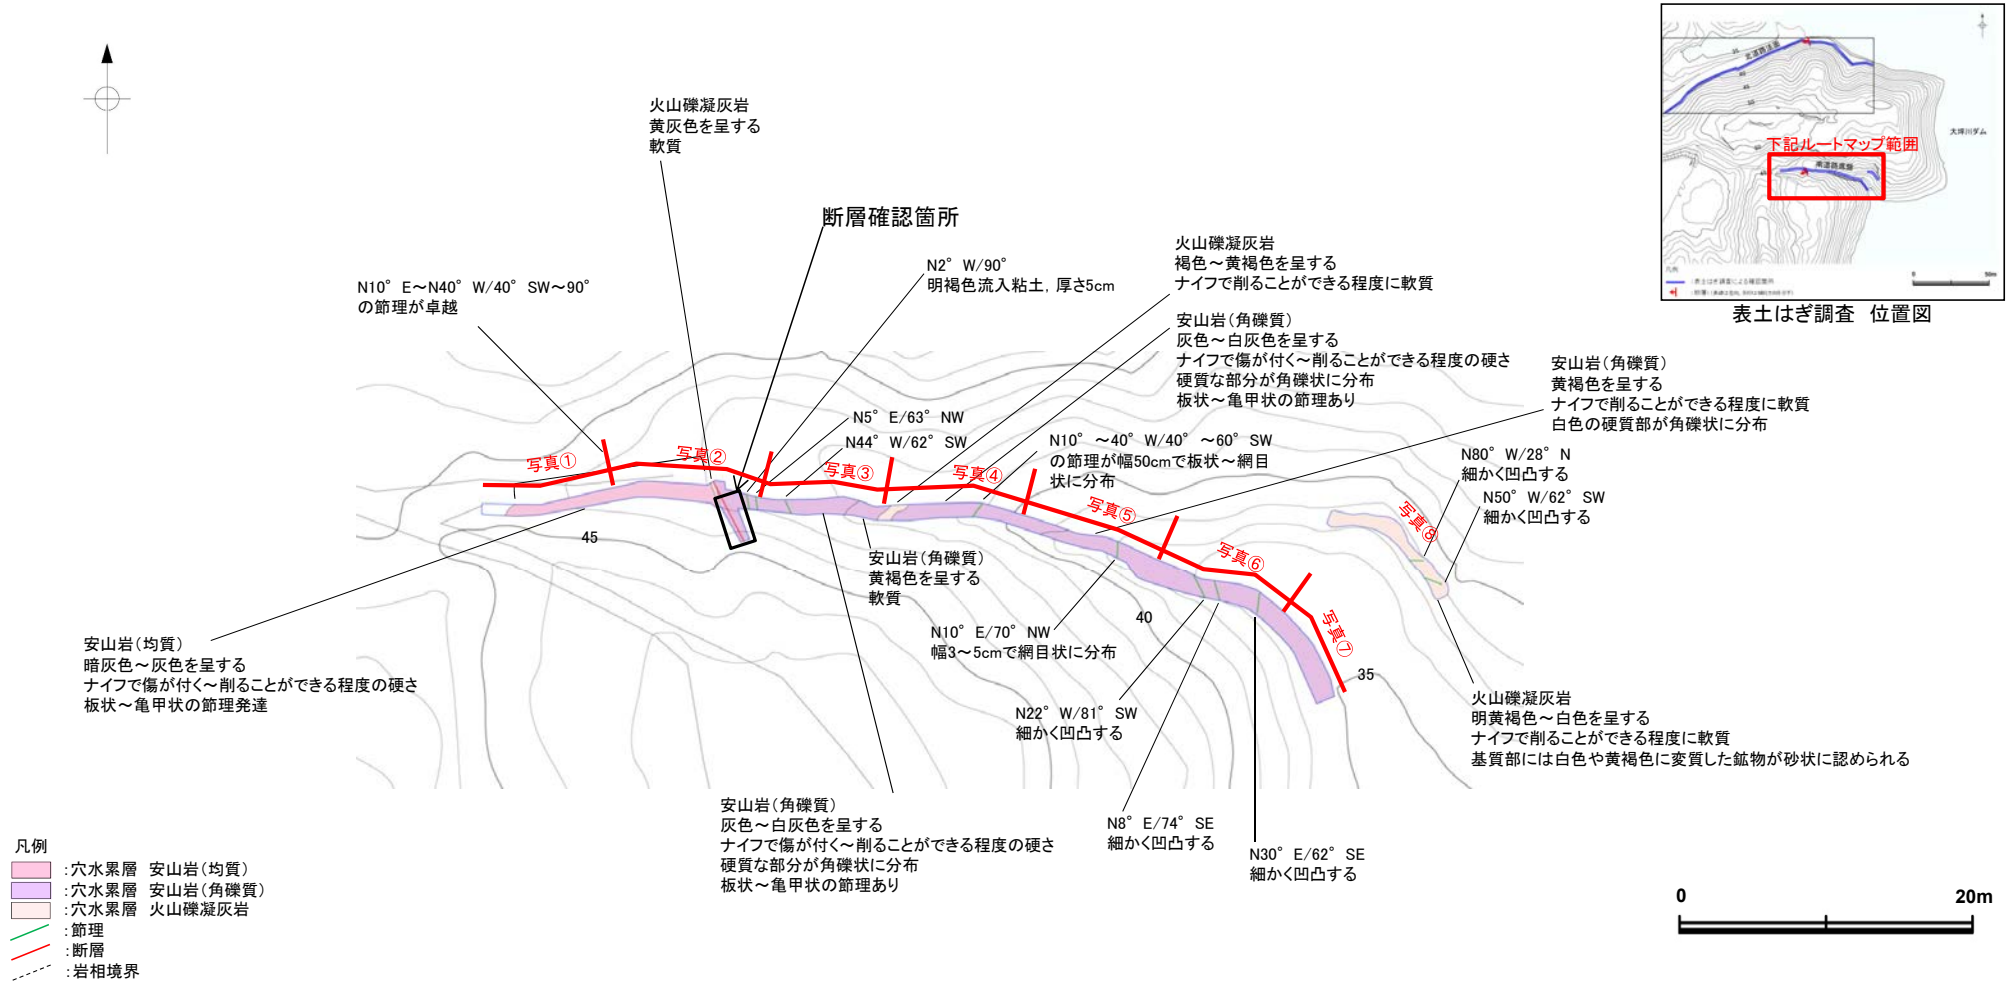 火山礫凝灰岩
黄灰色を呈する
軟質
断層確認箇所
N10°E～N40°W/40°SW～90°
の節理が卓越
N2°W/90°
明褐色流入粘土，厚さ5cm
火山礫凝灰岩
褐色～黄褐色を呈する
ナイフで削ることができる程度に軟質
安山岩(角礫質)
灰色～白灰色を呈する
ナイフで傷が付く～削ることができる程度の硬さ
硬質な部分が角礫状に分布
板状～亀甲状の節理あり
安山岩(角礫質)
黄褐色を呈する
ナイフで削ることができる程度に軟質
白色の硬質部が角礫状に分布
N5°E/63°NW
N44°W/62°SW
N10°～40°W/40°～60°SW
の節理が幅50cmで板状～網目
状に分布
N80°W/28°N
細かく凹凸する
N50°W/62°SW
細かく凹凸する
写真①
写真②
写真③
写真④
写真⑤
写真⑥
写真⑦
写真⑧
45
40
35
安山岩(角礫質)
黄褐色を呈する
軟質
N10°E/70°NW
幅3～5cmで網目状に分布
N22°W/81°SW
細かく凹凸する
安山岩(均質)
暗灰色～灰色を呈する
ナイフで傷が付く～削ることができる程度の硬さ
板状～亀甲状の節理発達
火山礫凝灰岩
明黄褐色～白色を呈する
ナイフで削ることができる程度に軟質
基質部には白色や黄褐色に変質した鉱物が砂状に認められる
安山岩(角礫質)
灰色～白灰色を呈する
ナイフで傷が付く～削ることができる程度の硬さ
硬質な部分が角礫状に分布
板状～亀甲状の節理あり
N8°E/74°SE
細かく凹凸する
N30°E/62°SE
細かく凹凸する
凡例
:穴水累層 安山岩(均質)
:穴水累層 安山岩(角礫質)
:穴水累層 火山礫凝灰岩
:節理
:断層
:岩相境界
0 20m
大坪川ダム
下記ルートマップ範囲
南道路底盤
凡例
:表土はぎ調査による確認箇所
0 50m
表土はぎ調査 位置図